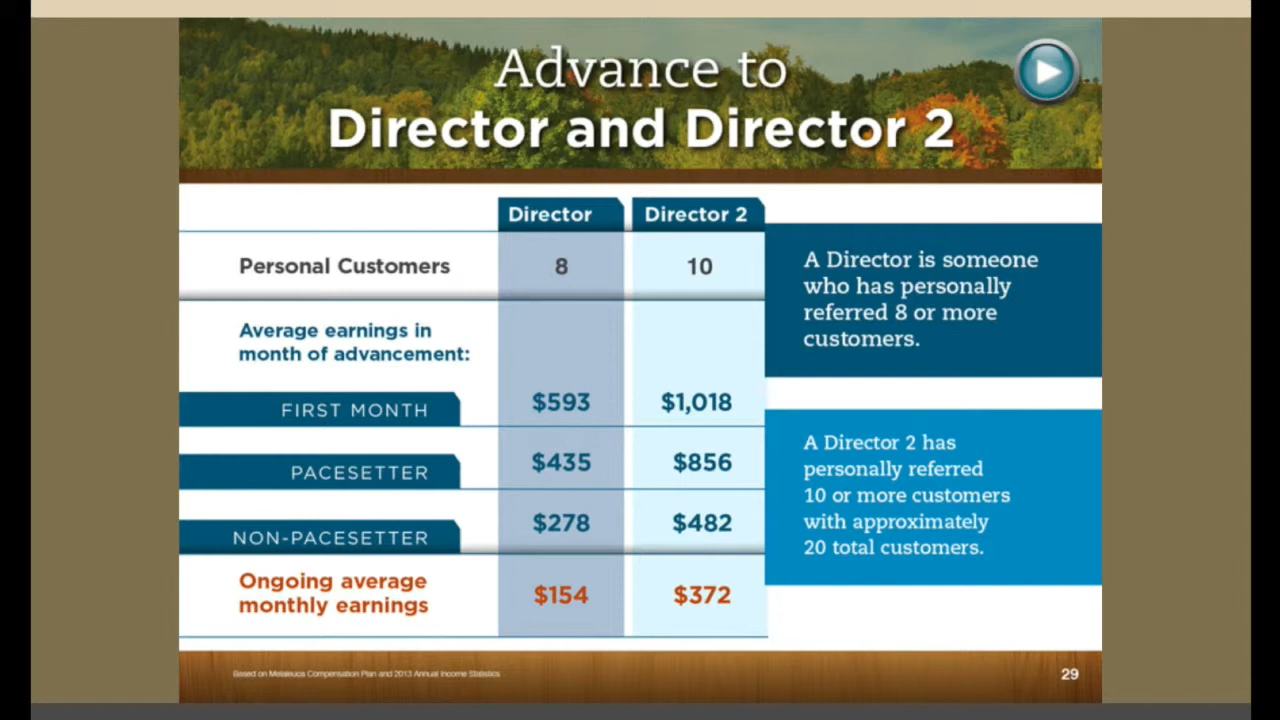 Advance to
Director and Director 2
Director Director 2
Personal Customers 8 10
Average earnings in
month of advancement:
FIRST MONTH $593 $1,018
PACESETTER $435 $856
NON-PACESETTER $278 $482
Ongoing average
monthly earnings $154 $372
A Director is someone
who has personally
referred 8 or more
customers.
A Director 2 has
personally referred
10 or more customers
with approximately
20 total customers.
Based on Melaleuca Compensation Plan and 2013 Annual Income Statistics
29